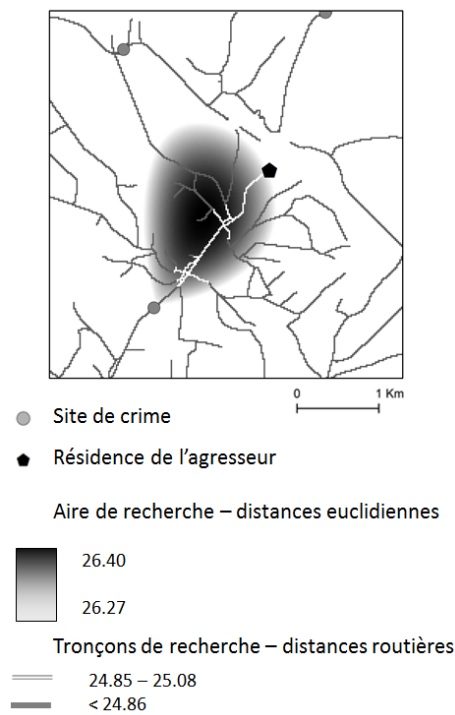 0 1 Km
Site de crime
Résidence de l’agresseur
Aire de recherche – distances euclidiennes
26.40
26.27
Tronçons de recherche – distances routières
24.85 – 25.08
< 24.86